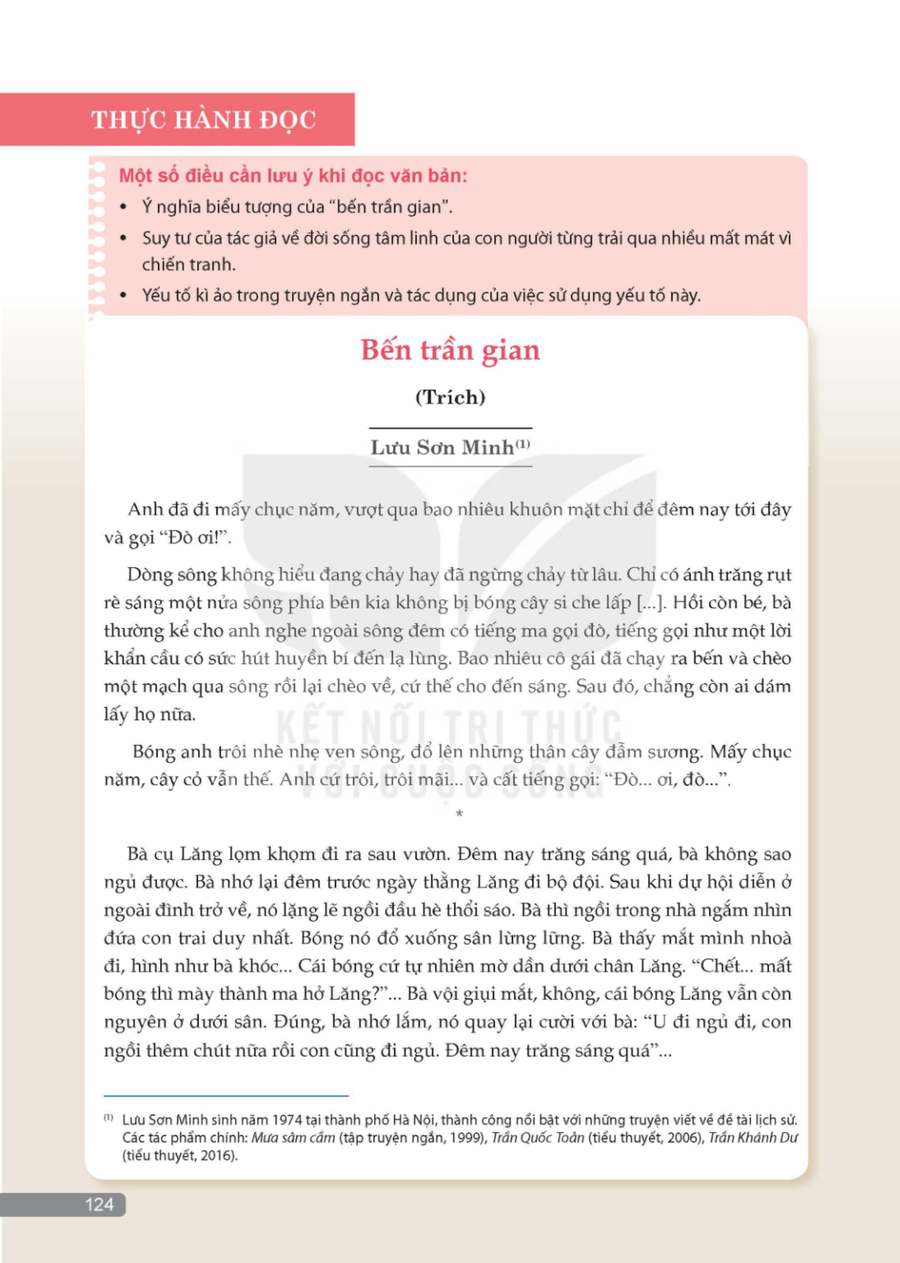 THỰC HÀNH ĐỌC
Một số điều cần lưu ý khi đọc văn bản:
• Ý nghĩa biểu tượng của “bến trần gian”.
• Suy tư của tác giả về đời sống tâm linh của con người từng trải qua nhiều mất mát vì
chiến tranh.
• Yếu tố kì ảo trong truyện ngắn và tác dụng của việc sử dụng yếu tố này.
Bến trần gian
(Trích)
Lưu Sơn Minh(1)
Anh đã đi mấy chục năm, vượt qua bao nhiêu khuôn mặt chỉ để đêm nay tới đây
và gọi “Đò ơi!”.
Dòng sông không hiểu đang chảy hay đã ngừng chảy từ lâu. Chỉ có ánh trăng rụt
rè sáng một nửa sông phía bên kia không bị bóng cây si che lấp [...]. Hồi còn bé, bà
thường kể cho anh nghe ngoài sông đêm có tiếng ma gọi đò, tiếng gọi như một lời
khẩn cầu có sức hút huyền bí đến lạ lùng. Bao nhiêu cô gái đã chạy ra bến và chèo
một mạch qua sông rồi lại chèo về, cứ thế cho đến sáng. Sau đó, chẳng còn ai dám
lấy họ nữa.
KẾT NỐI TRI THỨC
VỚI CUỘC SỐNG
Bóng anh trôi nhè nhẹ ven sông, đổ lên những thân cây đẫm sương. Mấy chục
năm, cây cỏ vẫn thế. Anh cứ trôi, trôi mãi... và cất tiếng gọi: “Đò... ơi, đò...”.
*
Bà cụ Lăng lọm khọm đi ra sau vườn. Đêm nay trăng sáng quá, bà không sao
ngủ được. Bà nhớ lại đêm trước ngày thằng Lăng đi bộ đội. Sau khi dự hội diễn ở
ngoài đình trở về, nó lặng lẽ ngồi đầu hè thổi sáo. Bà thì ngồi trong nhà ngắm nhìn
đứa con trai duy nhất. Bóng nó đổ xuống sân lừng lững. Bà thấy mắt mình nhoà
đi, hình như bà khóc... Cái bóng cứ tự nhiên mờ dần dưới chân Lăng. “Chết... mất
bóng thì mày thành ma hở Lăng?”... Bà vội giụi mắt, không, cái bóng Lăng vẫn còn
nguyên ở dưới sân. Đúng, bà nhớ lắm, nó quay lại cười với bà: “U đi ngủ đi, con
ngồi thêm chút nữa rồi con cũng đi ngủ. Đêm nay trăng sáng quá”...
(1) Lưu Sơn Minh sinh năm 1974 tại thành phố Hà Nội, thành công nổi bật với những truyện viết về đề tài lịch sử.
Các tác phẩm chính: Mưa sâm cầm (tập truyện ngắn, 1999), Trần Quốc Toản (tiểu thuyết, 2006), Trần Khánh Dư
(tiểu thuyết, 2016).
124